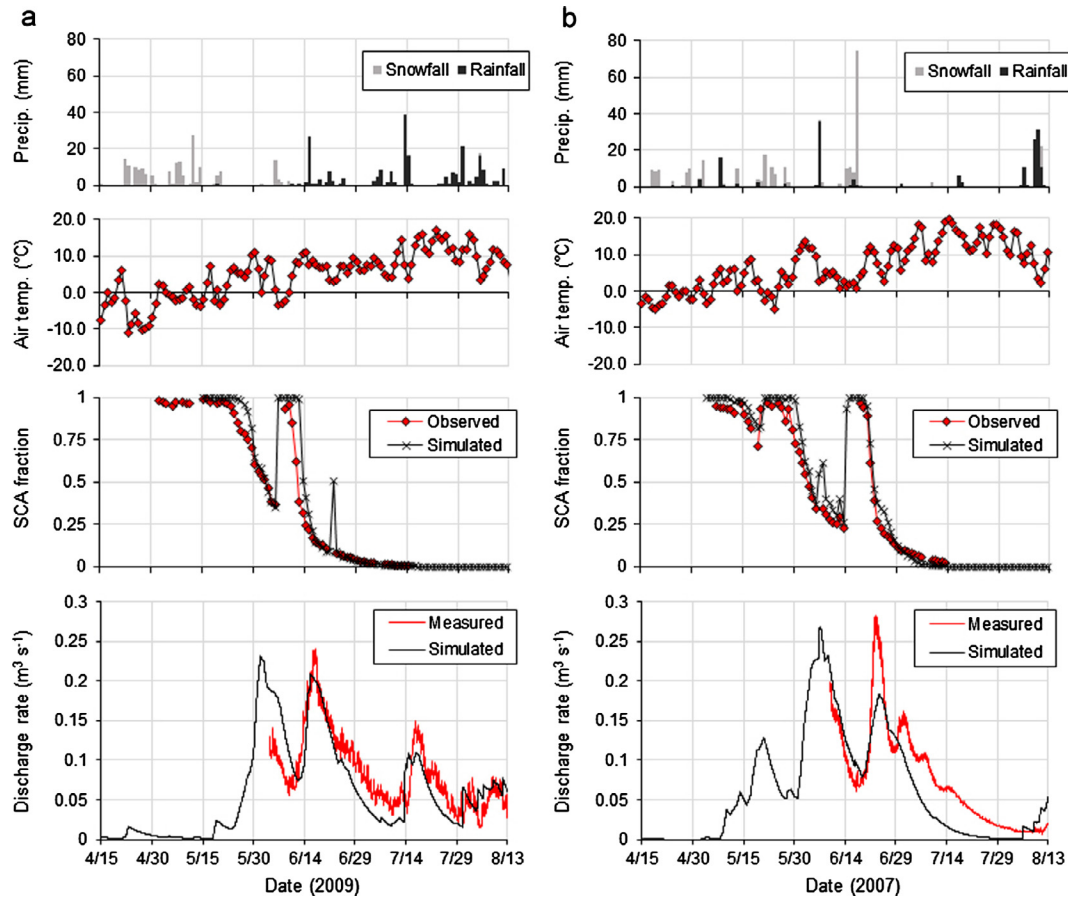 a
80
60
40
20
0
Precip. (mm)
Snowfall Rainfall
20.0
10.0
0.0
-10.0
-20.0
Air temp. (°C)
1
0.75
0.5
0.25
0
SCA fraction
Observed
Simulated
0.3
0.25
0.2
0.15
0.1
0.05
0
Discharge rate (m³ s⁻¹)
Measured
Simulated
4/15 4/30 5/15 5/30 6/14 6/29 7/14 7/29 8/13
Date (2009)
b
80
60
40
20
0
Precip. (mm)
Snowfall Rainfall
20.0
10.0
0.0
-10.0
-20.0
Air temp. (°C)
1
0.75
0.5
0.25
0
SCA fraction
Observed
Simulated
0.3
0.25
0.2
0.15
0.1
0.05
0
Discharge rate (m³ s⁻¹)
Measured
Simulated
4/15 4/30 5/15 5/30 6/14 6/29 7/14 7/29 8/13
Date (2007)